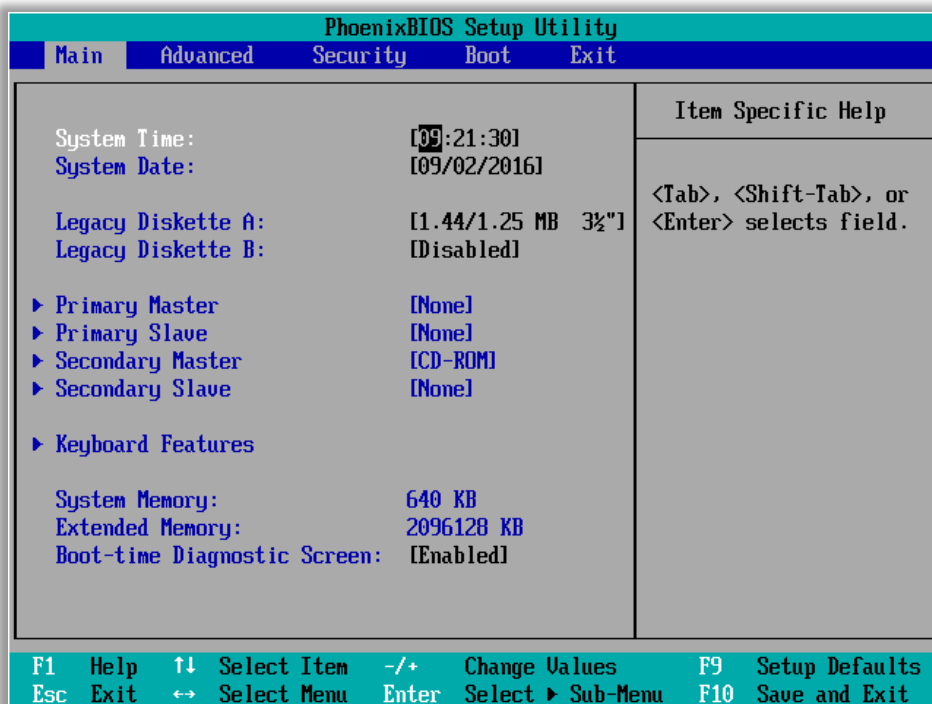 PhoenixBIOS Setup Utility
Main Advanced Security Boot Exit
Item Specific Help
System Time: [09:21:30]
System Date: [09/02/2016]
<Tab>, <Shift-Tab>, or
<Enter> selects field.
Legacy Diskette A: [1.44/1.25 MB 3½"]
Legacy Diskette B: [Disabled]
Primary Master [None]
Primary Slave [None]
Secondary Master [CD-ROM]
Secondary Slave [None]
Keyboard Features
System Memory: 640 KB
Extended Memory: 2096128 KB
Boot-time Diagnostic Screen: [Enabled]
F1 Help ↑↓ Select Item -/+ Change Values F9 Setup Defaults
Esc Exit ↔ Select Menu Enter Select ▶ Sub-Menu F10 Save and Exit